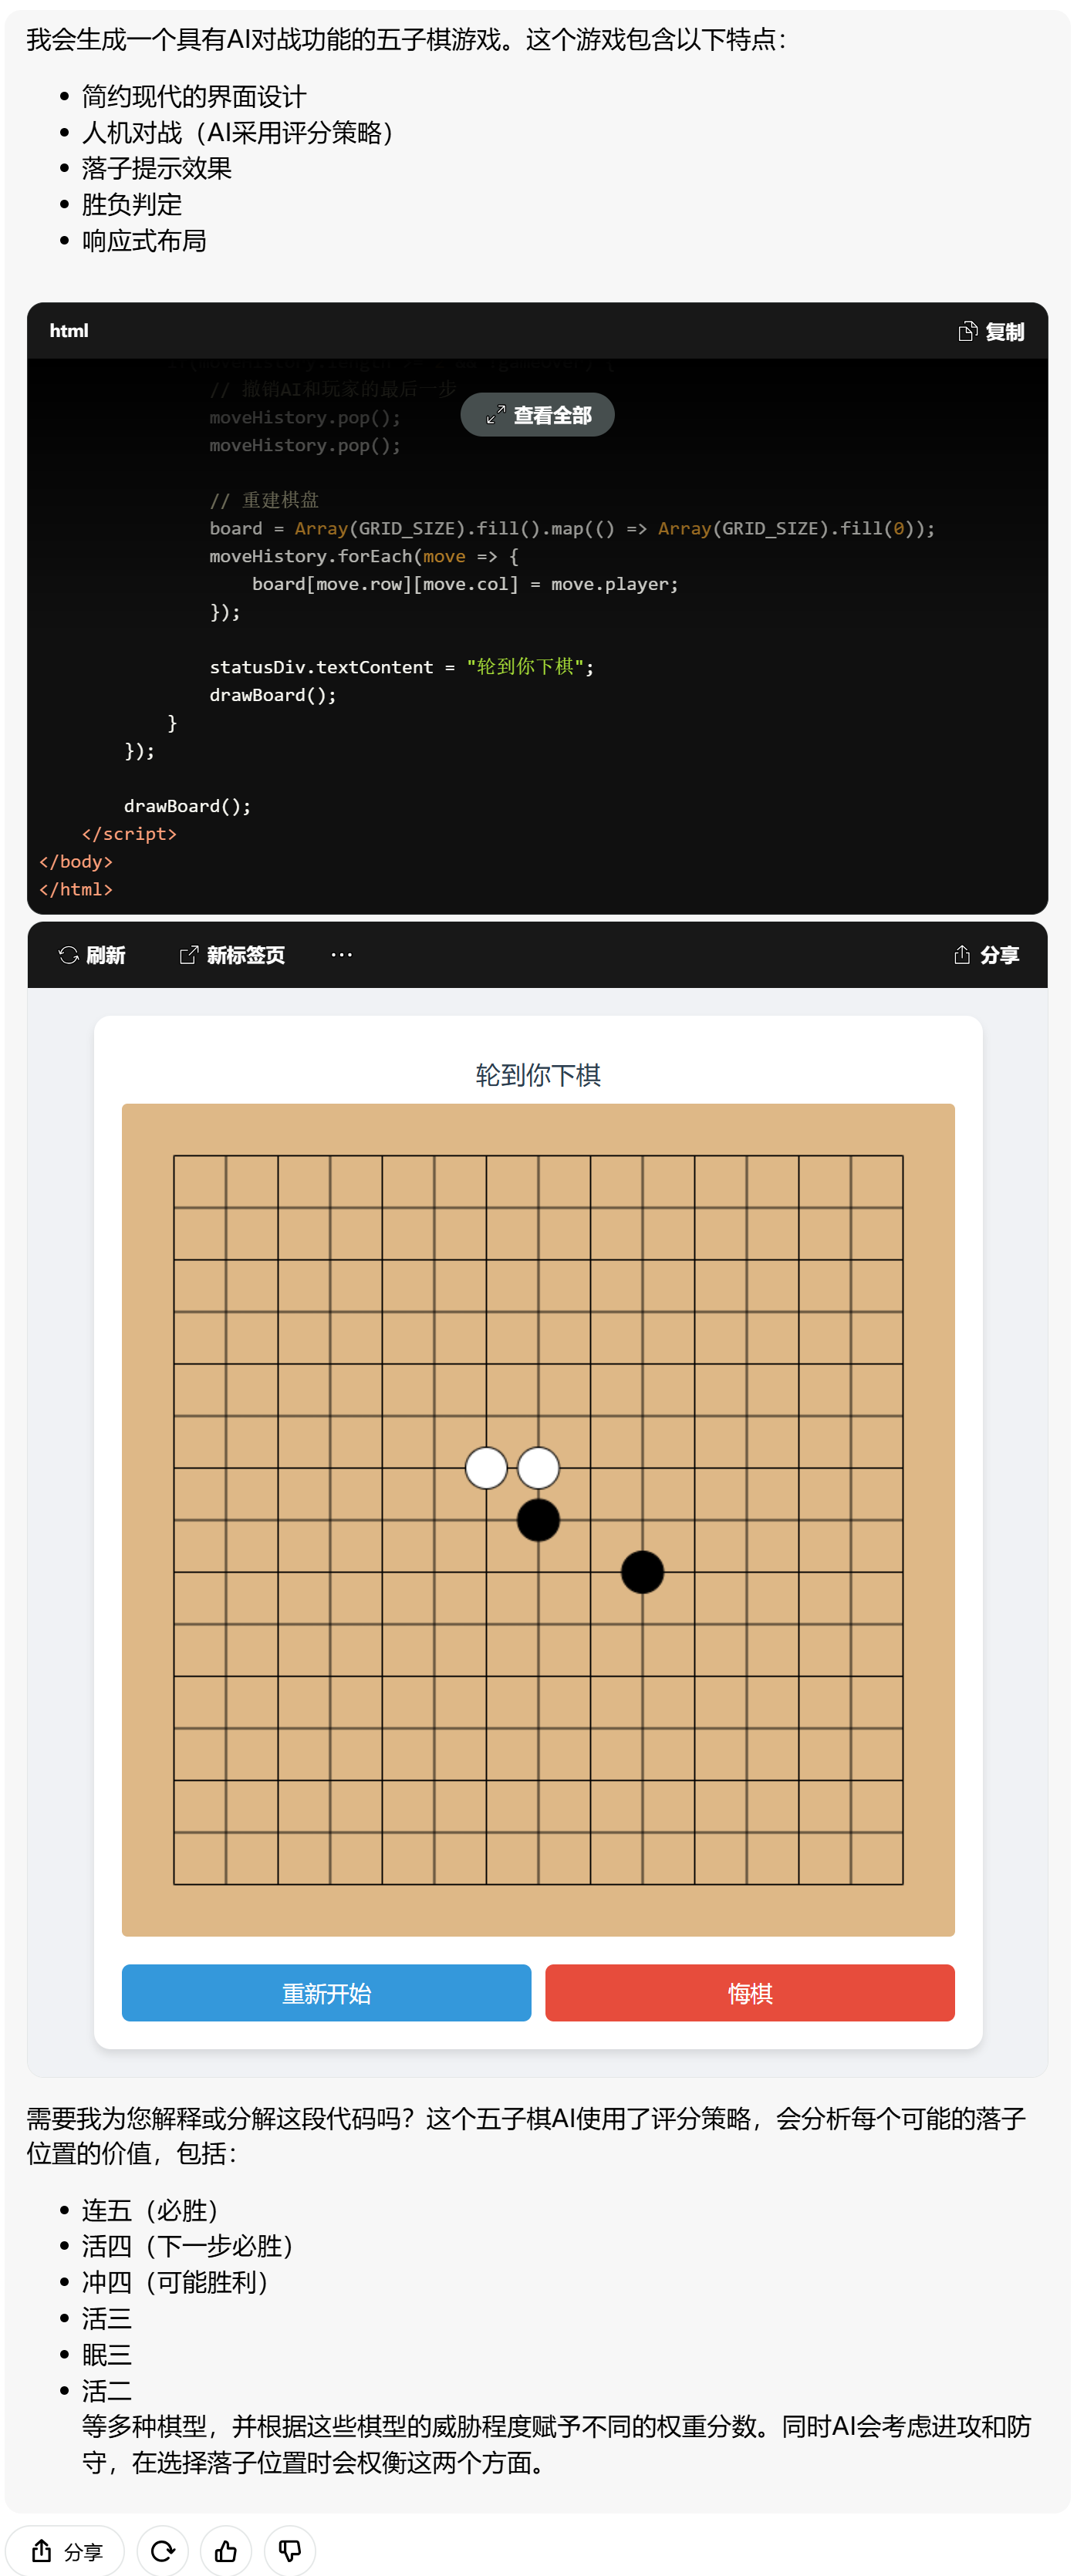 我会生成一个具有AI对战功能的五子棋游戏。这个游戏包含以下特点：
• 简约现代的界面设计
• 人机对战（AI采用评分策略）
• 落子提示效果
• 胜负判定
• 响应式布局
html
复制
// 撤销AI和玩家的最后一步
查看全部
moveHistory.pop();
moveHistory.pop();
// 重建棋盘
board = Array(GRID_SIZE).fill().map(() => Array(GRID_SIZE).fill(0));
moveHistory.forEach(move => {
board[move.row][move.col] = move.player;
});
statusDiv.textContent = "轮到你下棋";
drawBoard();
}
});
drawBoard();
</script>
</body>
</html>
刷新 新标签页 ··· 分享
轮到你下棋
重新开始 悔棋
需要我为您解释或分解这段代码吗？这个五子棋AI使用了评分策略，会分析每个可能的落子
位置的价值，包括：
• 连五（必胜）
• 活四（下一步必胜）
• 冲四（可能胜利）
• 活三
• 眠三
• 活二
等多种棋型，并根据这些棋型的威胁程度赋予不同的权重分数。同时AI会考虑进攻和防
守，在选择落子位置时会权衡这两个方面。
分享